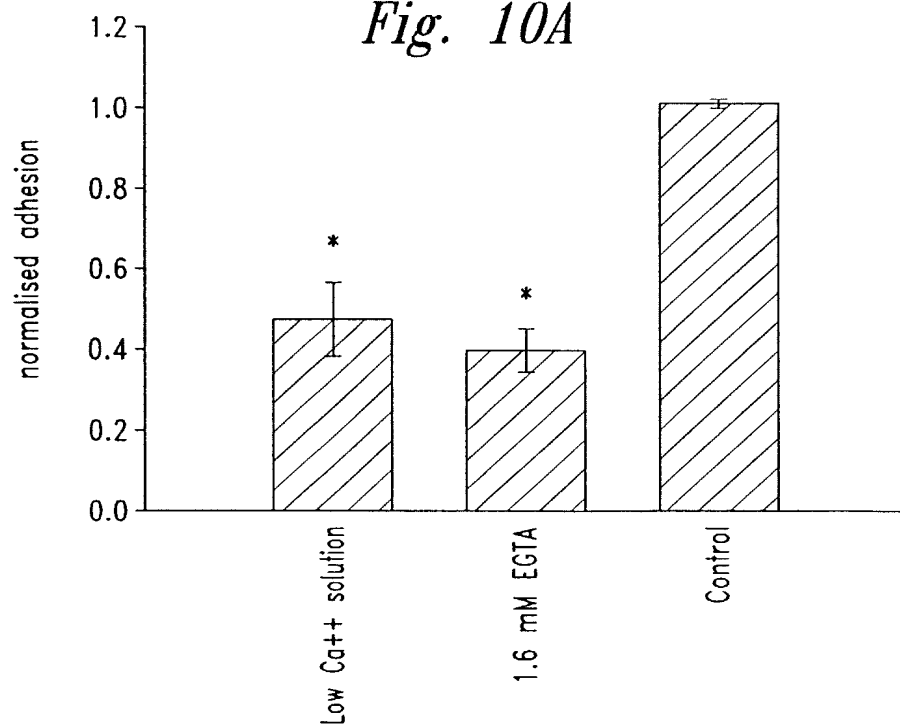 Fig. 10A
1.2
1.0
0.8
0.6
0.4
0.2
0.0
normalised adhesion
*
*
Low Ca++ solution
1.6 mM EGTA
Control